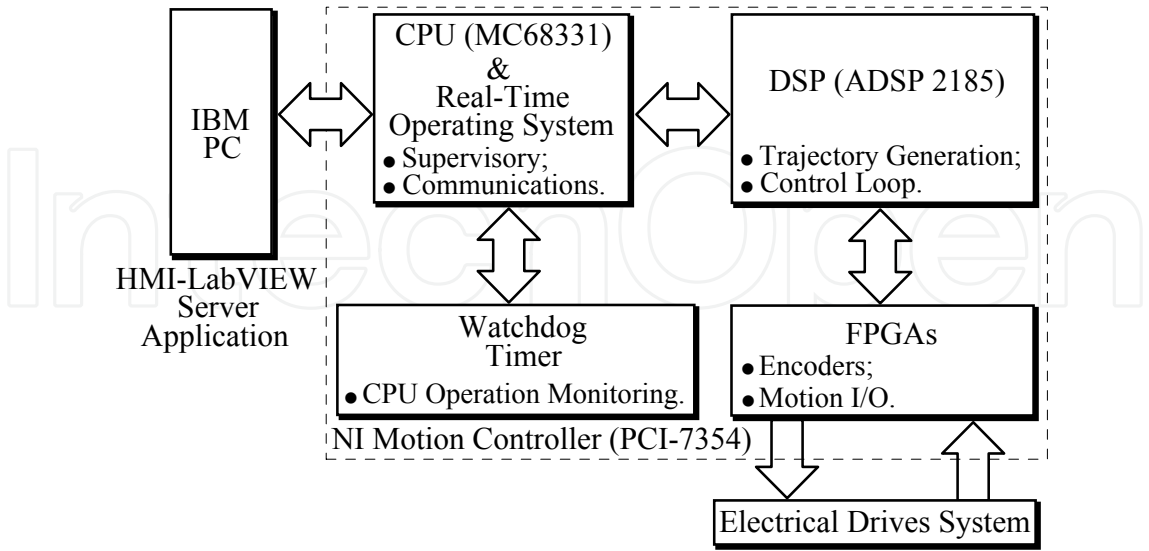 IBM
PC
HMI-LabVIEW
Server
Application
CPU (MC68331)
&
Real-Time
Operating System
● Supervisory;
● Communications.
DSP (ADSP 2185)
● Trajectory Generation;
● Control Loop.
Watchdog
Timer
● CPU Operation Monitoring.
FPGAs
● Encoders;
● Motion I/O.
NI Motion Controller (PCI-7354)
Electrical Drives System
IntechOpen